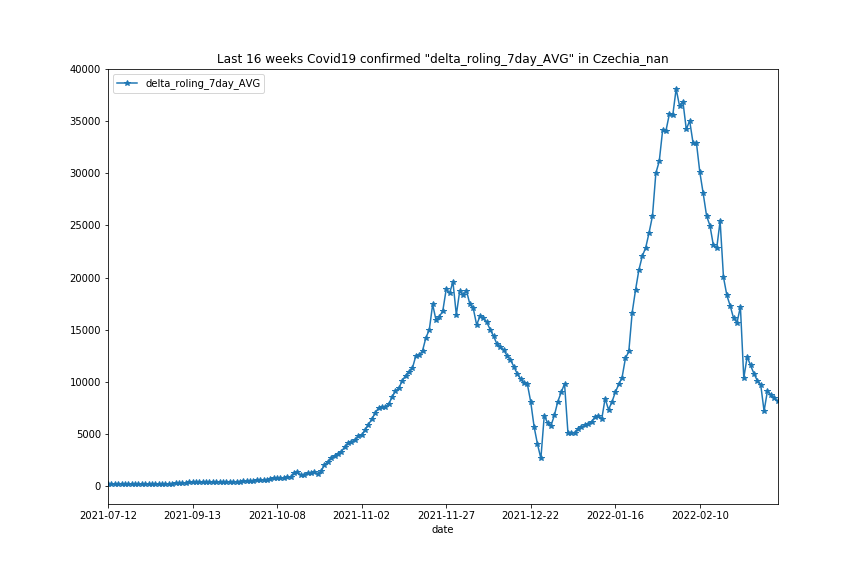 Last 16 weeks Covid19 confirmed "delta_roling_7day_AVG" in Czechia_nan
delta_roling_7day_AVG
40000
35000
30000
25000
20000
15000
10000
5000
0
2021-07-12 2021-09-13 2021-10-08 2021-11-02 2021-11-27 2021-12-22 2022-01-16 2022-02-10
date